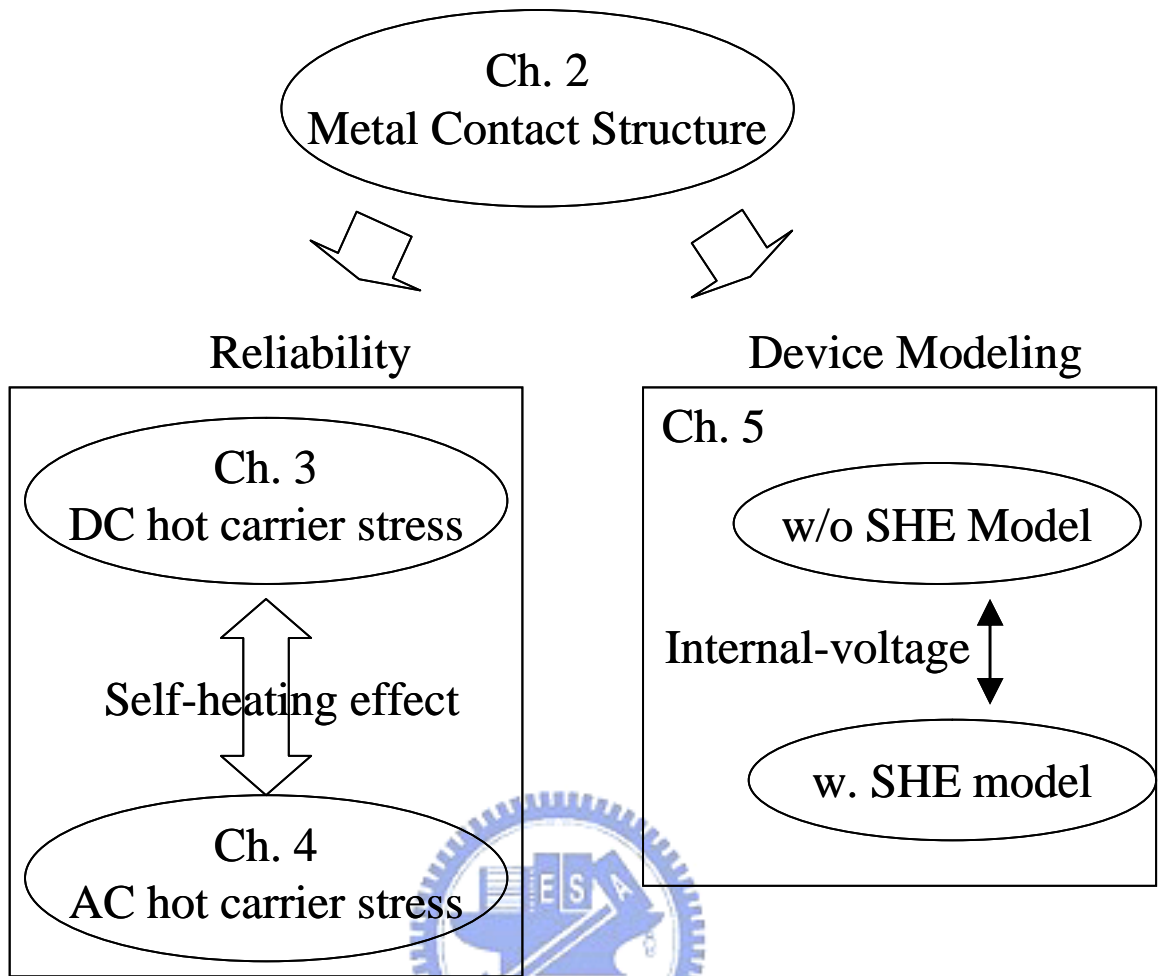 Ch. 2
Metal Contact Structure
Reliability
Ch. 3
DC hot carrier stress
Self-heating effect
Ch. 4
AC hot carrier stress
Device Modeling
Ch. 5
w/o SHE Model
Internal-voltage
w. SHE model
ESA